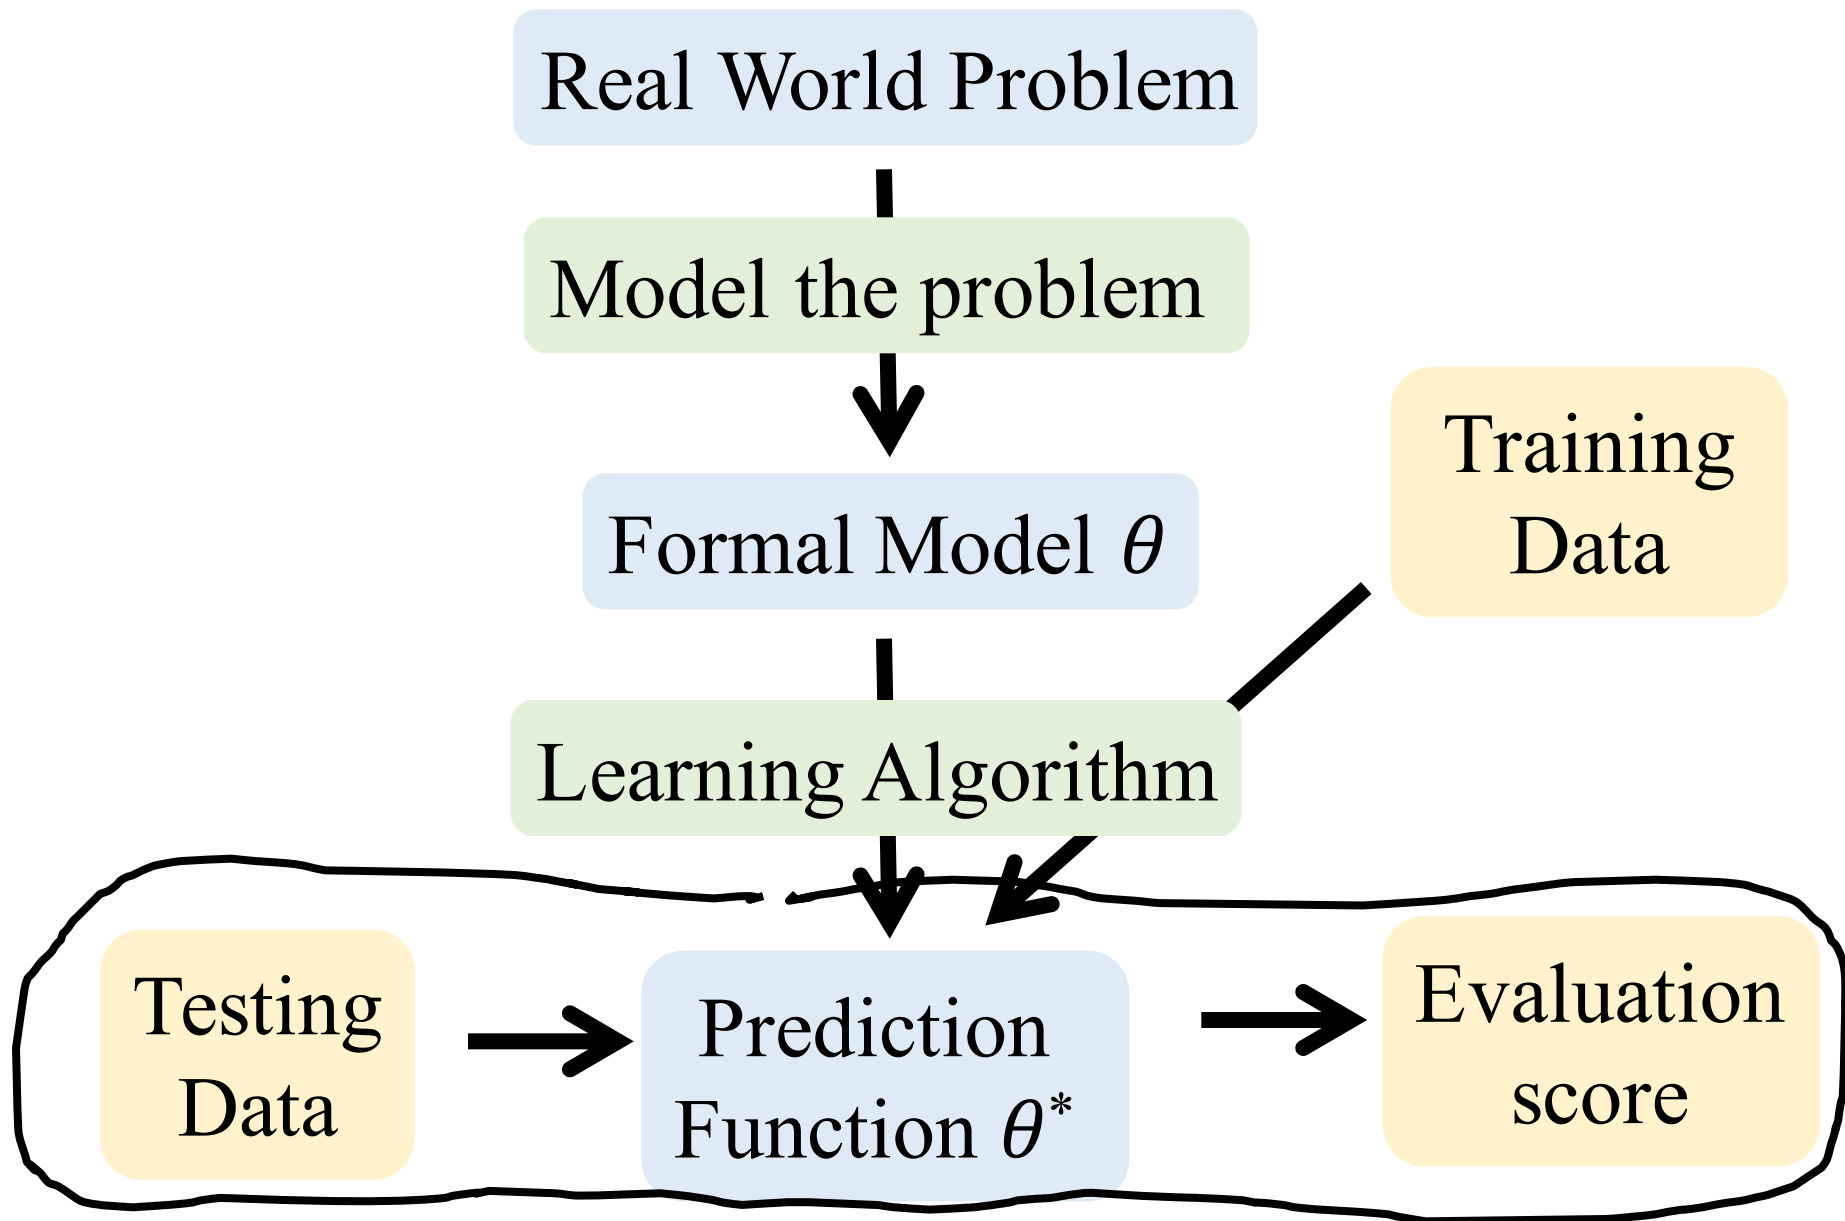 Real World Problem
Model the problem
Training
Data
Formal Model θ
Learning Algorithm
Testing
Data
Prediction
Function θ*
Evaluation
score